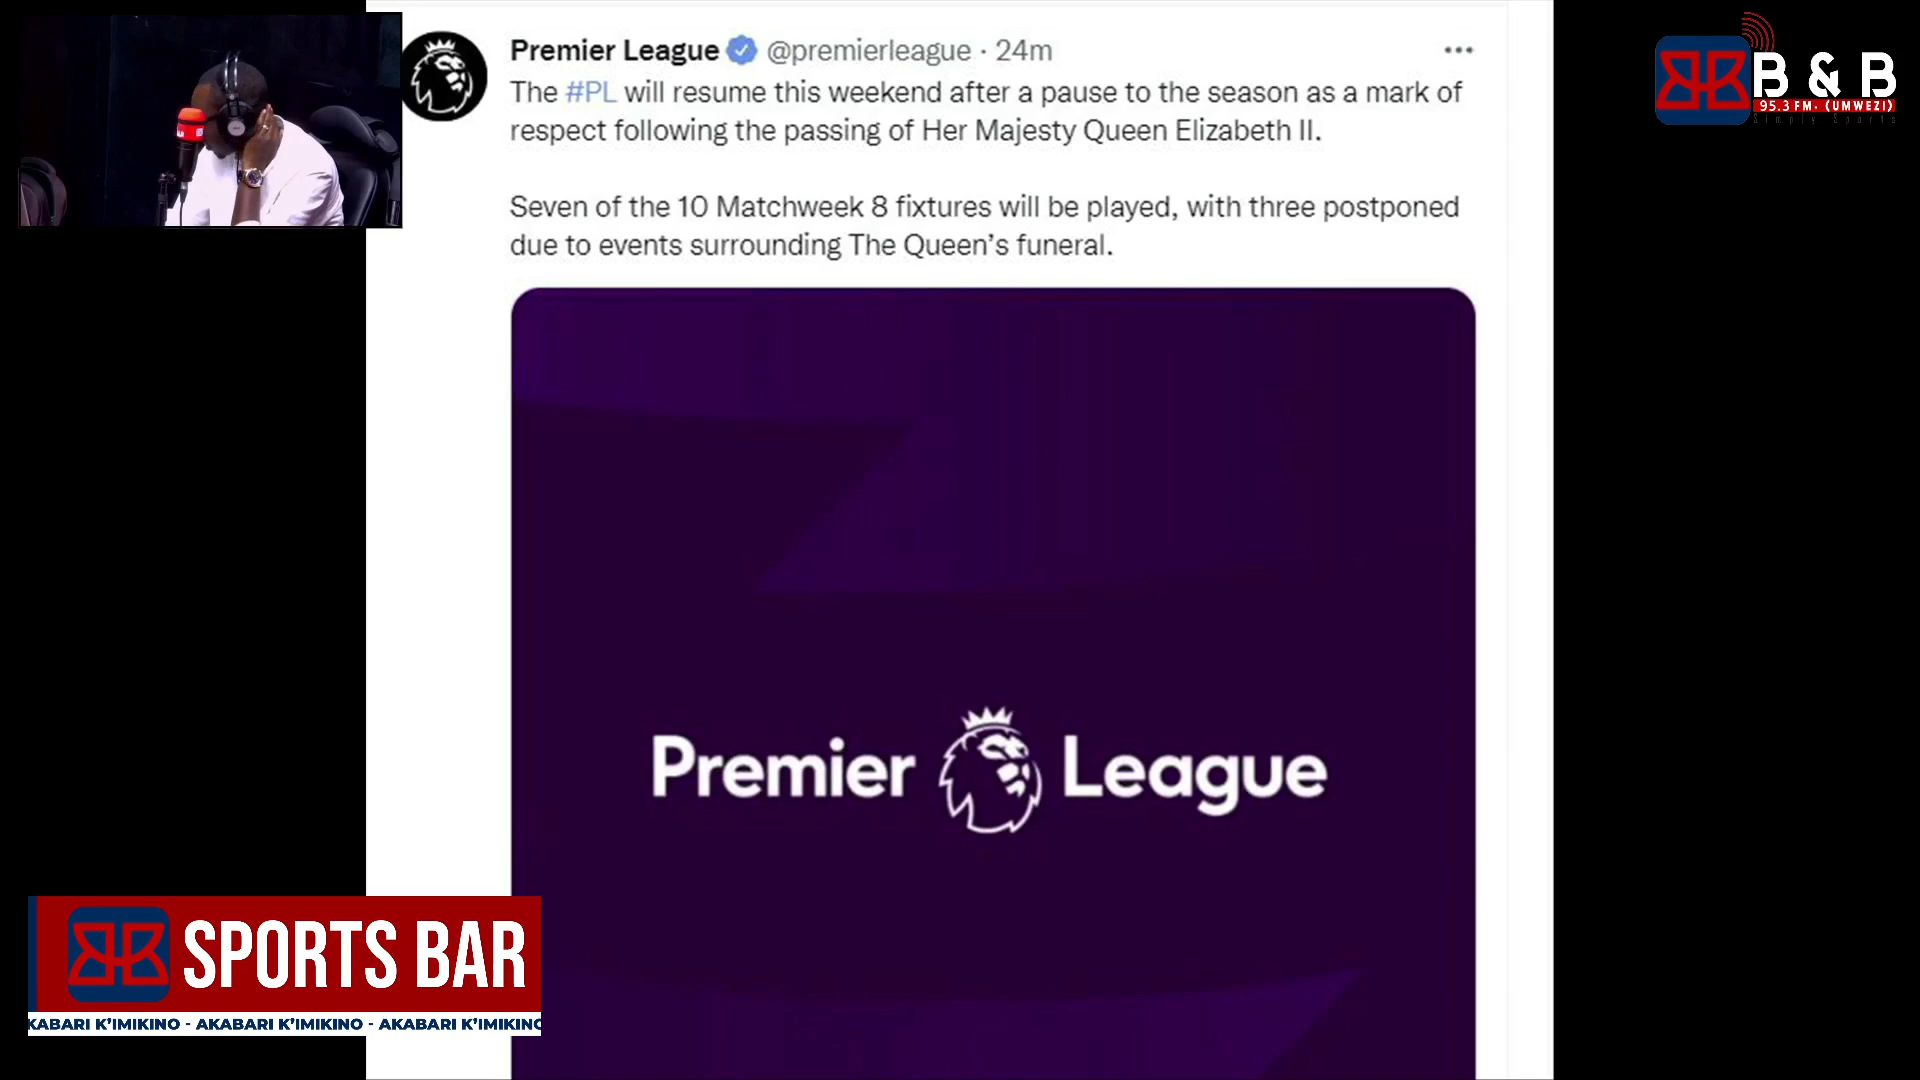 Premier League @premierleague · 24m
The #PL will resume this weekend after a pause to the season as a mark of
respect following the passing of Her Majesty Queen Elizabeth II.
Seven of the 10 Matchweek 8 fixtures will be played, with three postponed
due to events surrounding The Queen's funeral.
Premier League
B & B
95.3 FM. (UMWEZI)
Simply Sports
SPORTS BAR
KABARI K'IMIKINO - AKABARI K'IMIKINO - AKABARI K'IMIKINO